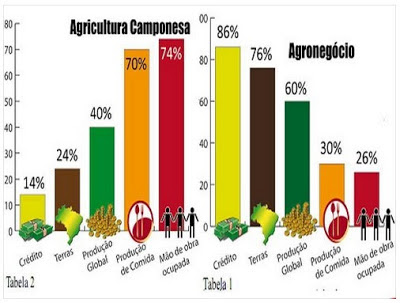 Agricultura Camponesa
80
70
60
50
40
30
20
10
0
14%
24%
40%
70%
74%
Crédito
Terras
Produção
Global
Produção
de Comida
Mão de obra
ocupada
Tabela 2
Agronegócio
00
80
60
40
20
00
86%
76%
60%
30%
26%
Crédito
Terras
Produção
Global
Produção
de Comida
Mão de obra
ocupada
Tabela 1